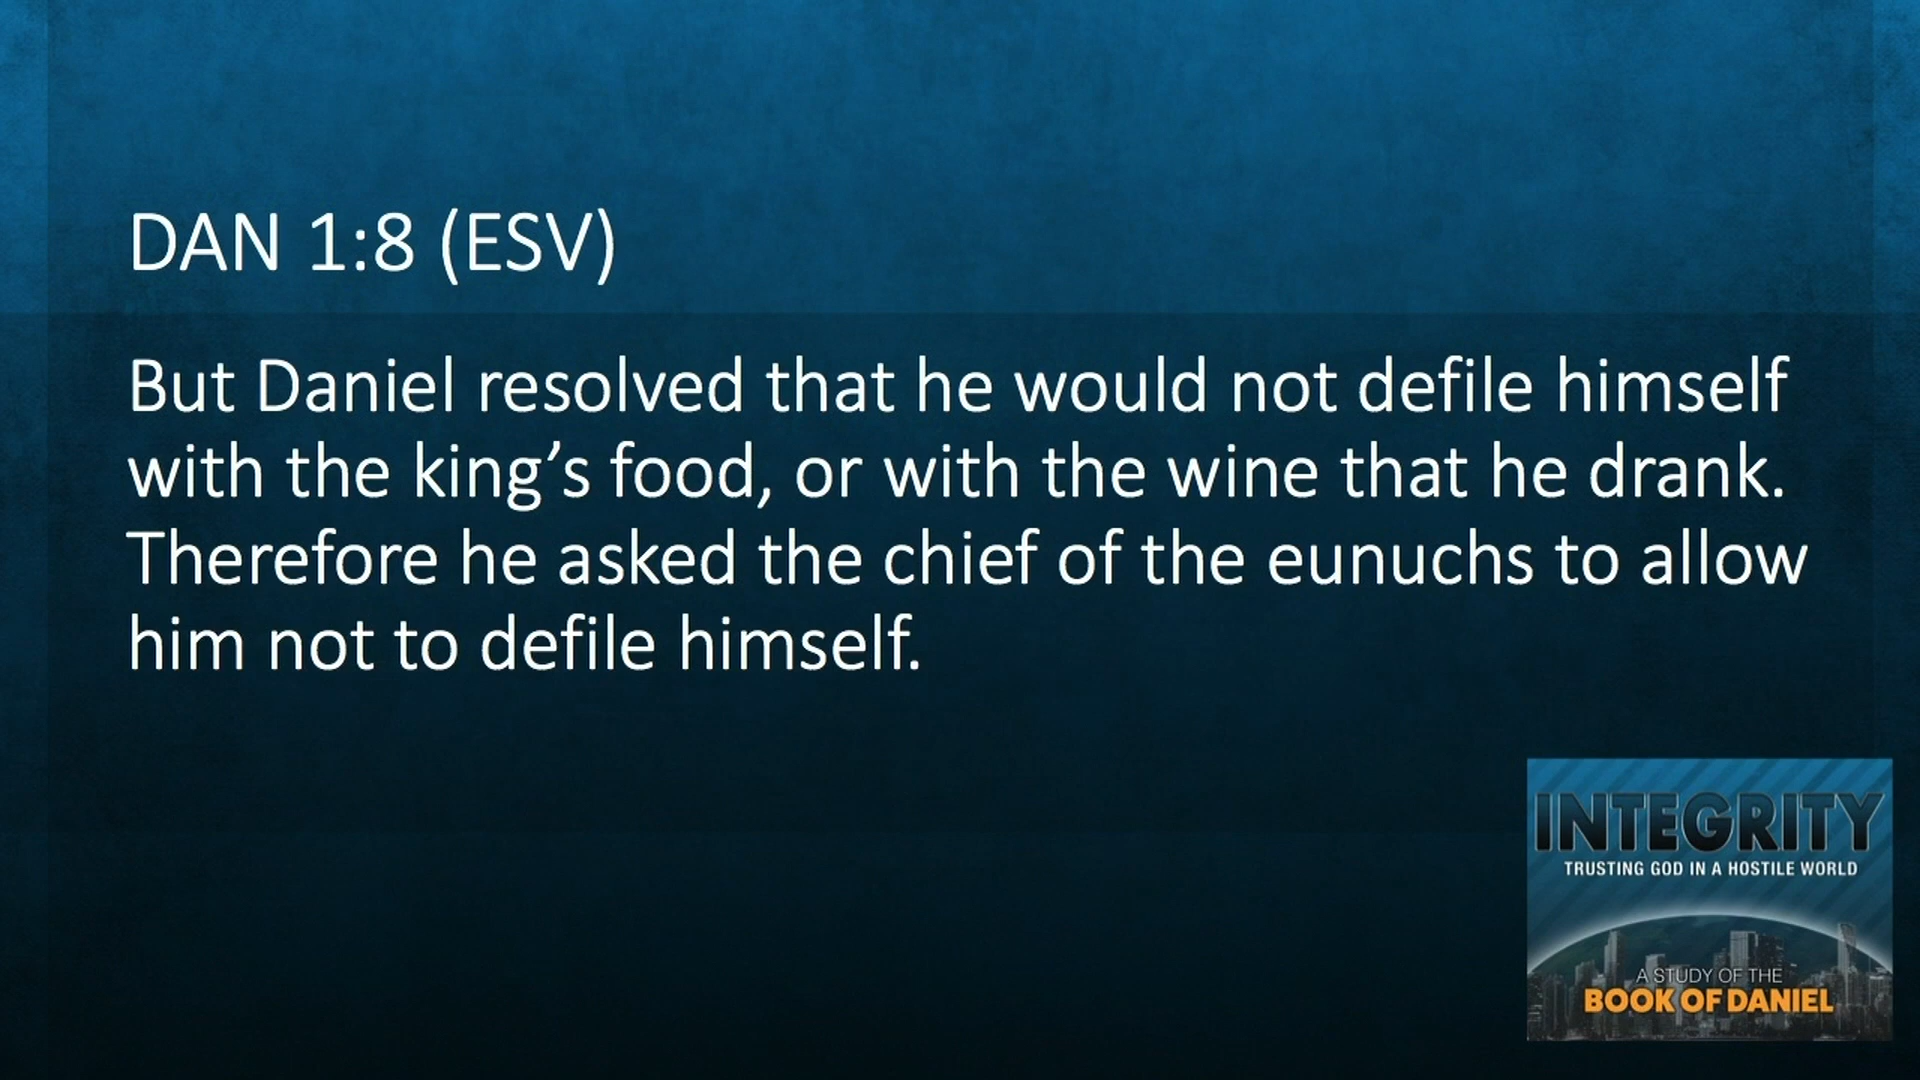 DAN 1:8 (ESV)
But Daniel resolved that he would not defile himself
with the king’s food, or with the wine that he drank.
Therefore he asked the chief of the eunuchs to allow
him not to defile himself.
INTEGRITY
TRUSTING GOD IN A HOSTILE WORLD
A STUDY OF THE
BOOK OF DANIEL